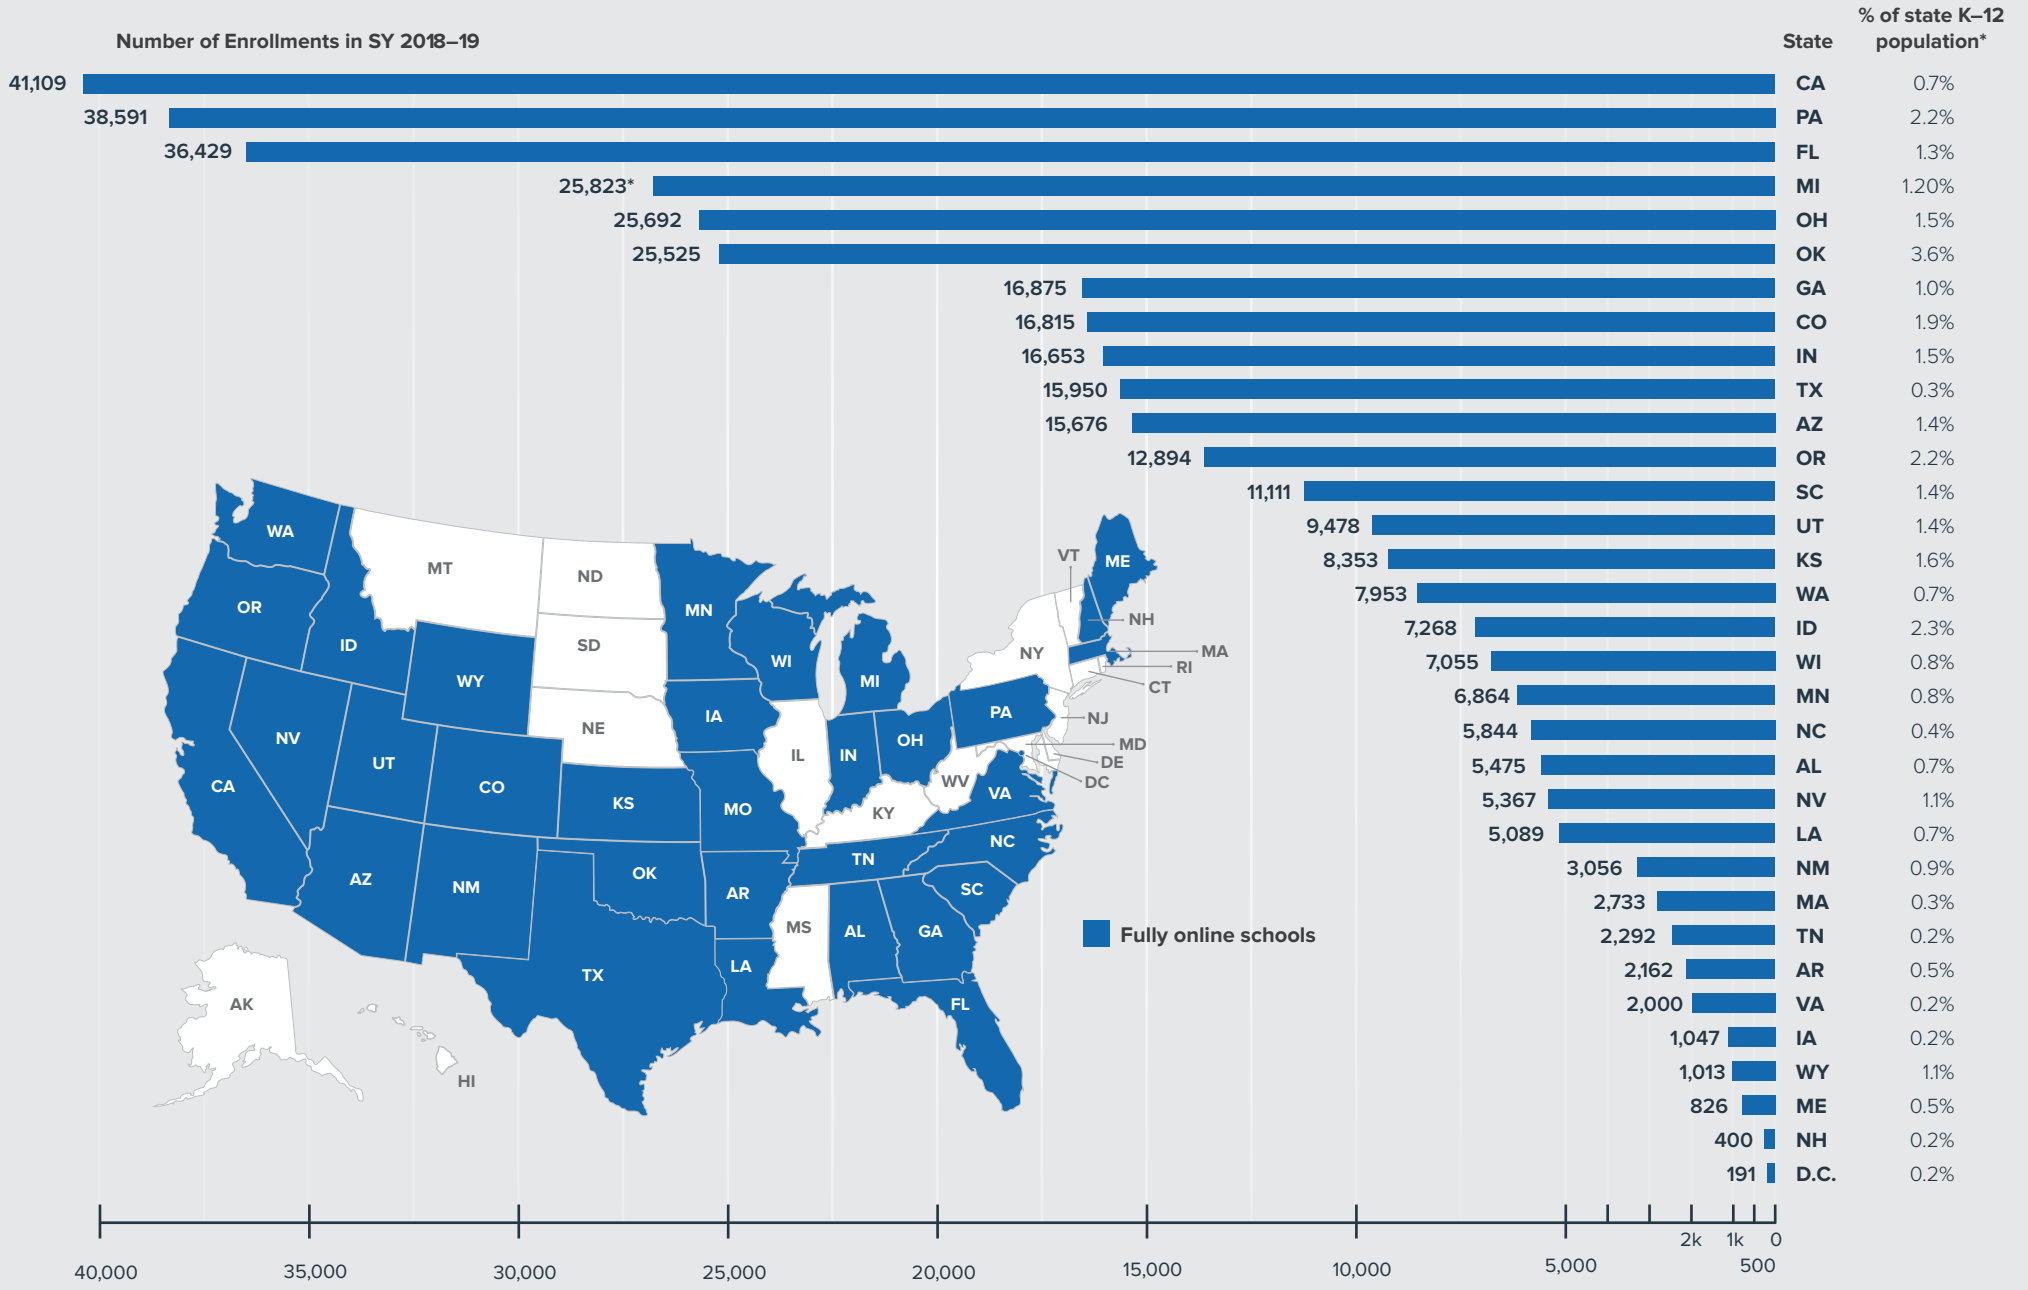 Number of Enrollments in SY 2018–19
State
% of state K–12
population*
41,109 CA 0.7%
38,591 PA 2.2%
36,429 FL 1.3%
25,823* MI 1.20%
25,692 OH 1.5%
25,525 OK 3.6%
16,875 GA 1.0%
16,815 CO 1.9%
16,653 IN 1.5%
15,950 TX 0.3%
15,676 AZ 1.4%
12,894 OR 2.2%
11,111 SC 1.4%
9,478 UT 1.4%
8,353 KS 1.6%
7,953 WA 0.7%
7,268 ID 2.3%
7,055 WI 0.8%
6,864 MN 0.8%
5,844 NC 0.4%
5,475 AL 0.7%
5,367 NV 1.1%
5,089 LA 0.7%
3,056 NM 0.9%
2,733 MA 0.3%
2,292 TN 0.2%
2,162 AR 0.5%
2,000 VA 0.2%
1,047 IA 0.2%
1,013 WY 1.1%
826 ME 0.5%
400 NH 0.2%
191 D.C. 0.2%
WA
MT
ND
VT
ME
OR
MN
NH
ID
SD
WI
NY
MA
RI
WY
MI
CT
IA
PA
NJ
NE
NV
OH
MD
UT
IL
IN
DE
CA
CO
WV
DC
KS
MO
KY
VA
NC
TN
AZ
NM
OK
AR
SC
MS
AL
GA
Fully online schools
TX
LA
FL
AK
HI
40,000
35,000
30,000
25,000
20,000
15,000
10,000
5,000
2k
1k
500
0